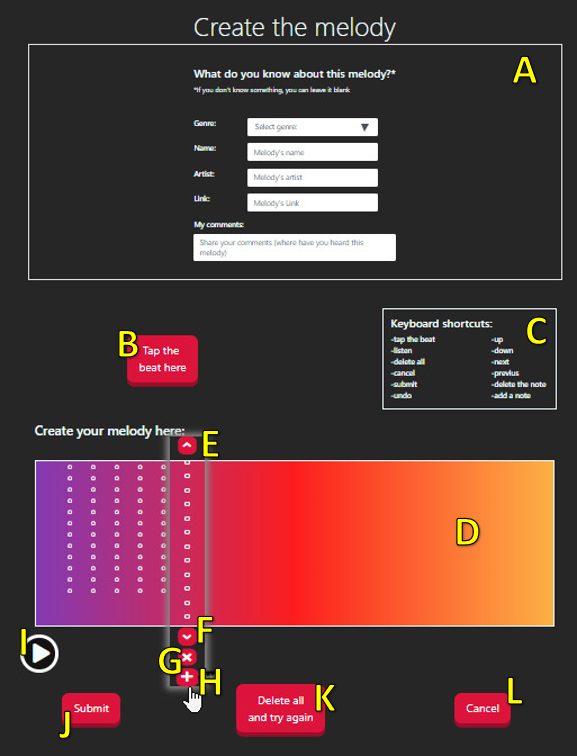 Create the melody
A
What do you know about this melody?*
*If you don't know something, you can leave it blank
Genre: Select genre:
Name: Melody's name
Artist: Melody's artist
Link: Melody's Link
My comments:
Share your comments (where have you heard this
melody)
B
Tap the
beat here
C
Keyboard shortcuts:
-tap the beat -up
-listen -down
-delete all -next
-cancel -previus
-submit -delete the note
-undo -add a note
Create your melody here:
E
D
F
I
G
H
J
Submit
K
Delete all
and try again
L
Cancel